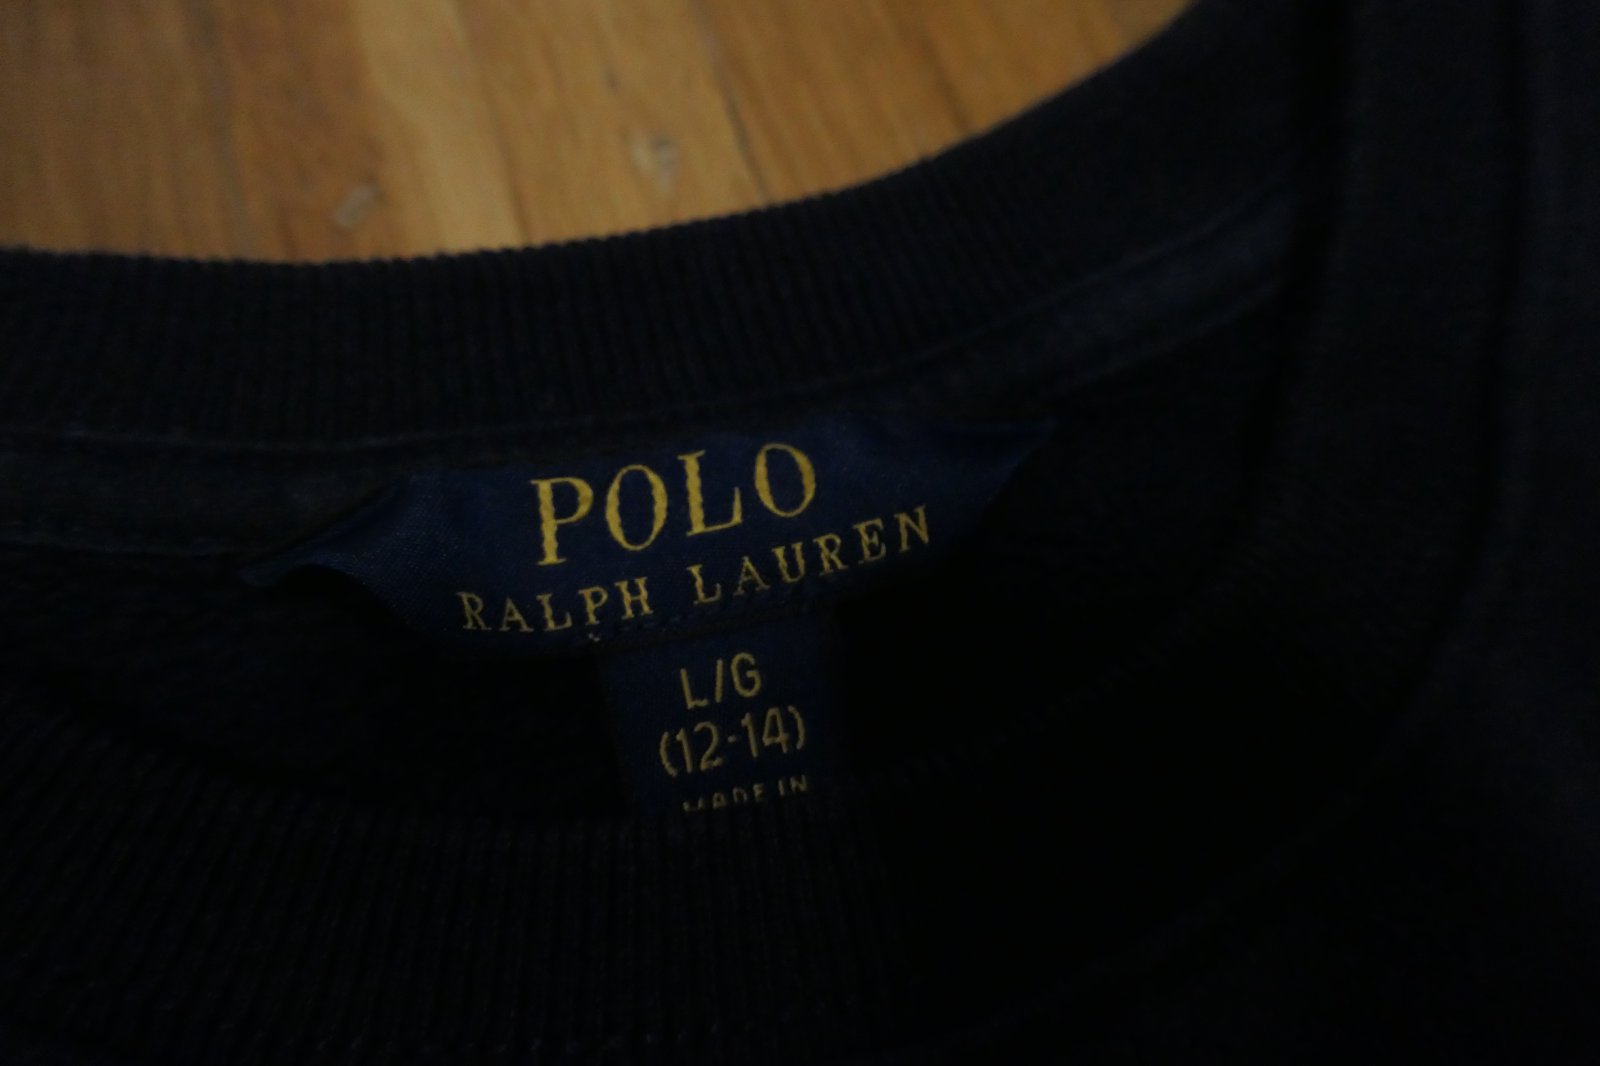 POLO
RALPH LAUREN
L/G
(12-14)
MADE IN